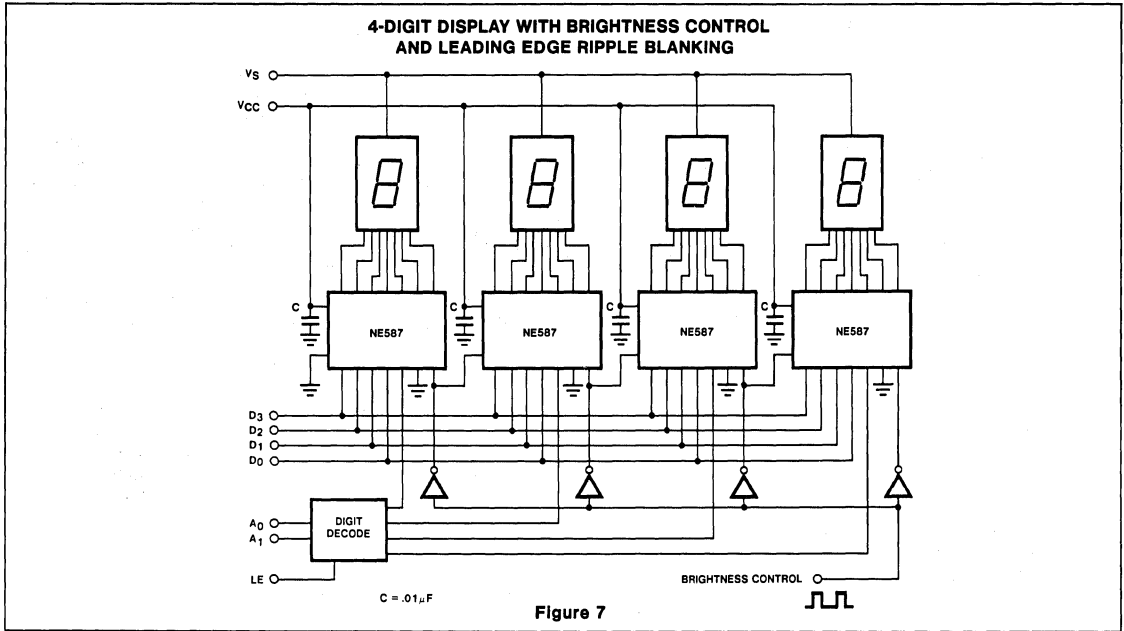 4-DIGIT DISPLAY WITH BRIGHTNESS CONTROL
AND LEADING EDGE RIPPLE BLANKING
VS
VCC
C
C
C
C
NE587
NE587
NE587
NE587
D3
D2
D1
D0
A0
A1
DIGIT
DECODE
LE
BRIGHTNESS CONTROL
C = .01μF
Figure 7